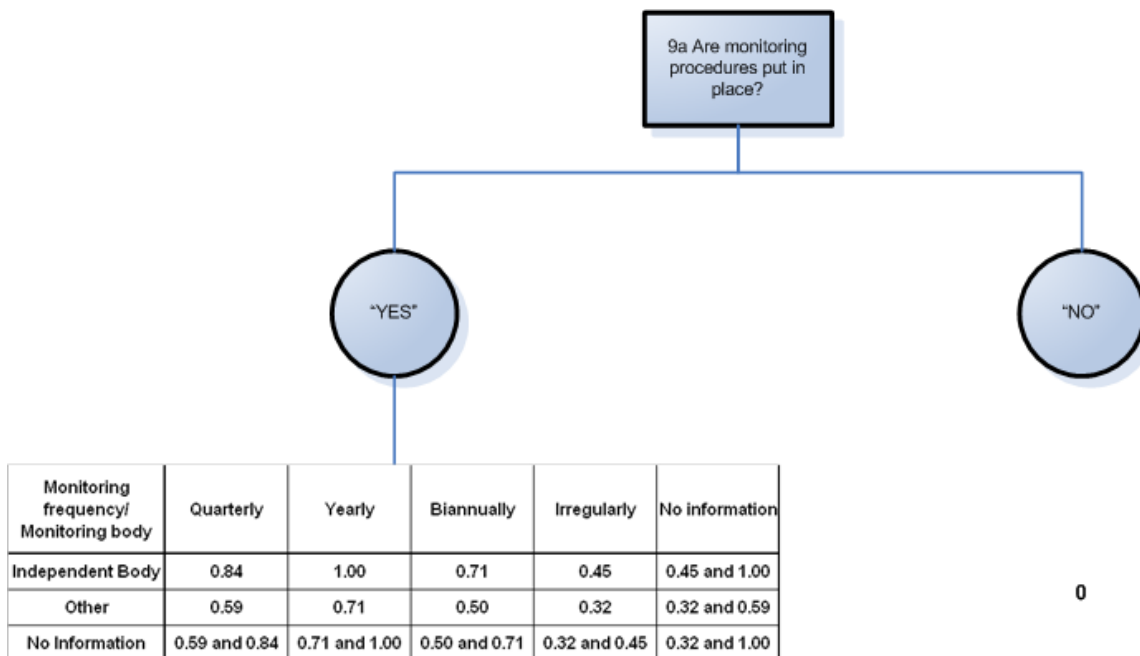 9a Are monitoring
procedures put in
place?
“YES”
“NO”
Monitoring
frequency/
Monitoring body
Quarterly
Yearly
Biannually
Irregularly
No information
Independent Body 0.84 1.00 0.71 0.45 0.45 and 1.00
Other 0.59 0.71 0.50 0.32 0.32 and 0.59
No Information 0.59 and 0.84 0.71 and 1.00 0.50 and 0.71 0.32 and 0.45 0.32 and 1.00
0